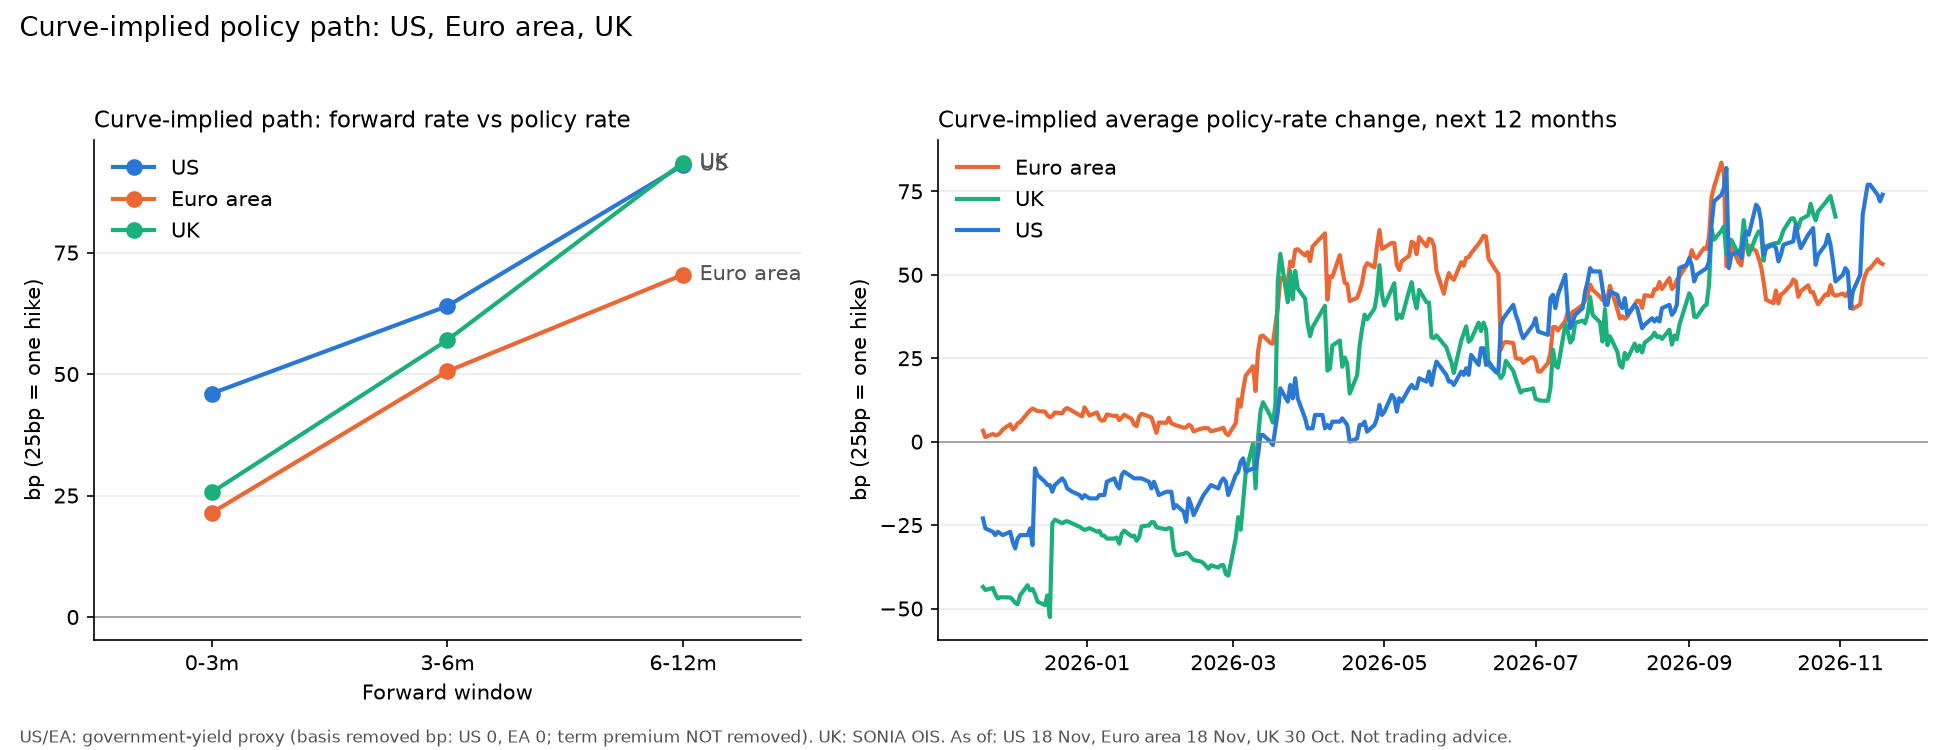 Curve-implied policy path: US, Euro area, UK
Curve-implied path: forward rate vs policy rate
US
Euro area
UK
UK
US
Euro area
75
50
25
0
bp (25bp = one hike)
0-3m
3-6m
6-12m
Forward window
Curve-implied average policy-rate change, next 12 months
Euro area
UK
US
75
50
25
0
−25
−50
bp (25bp = one hike)
2026-01
2026-03
2026-05
2026-07
2026-09
2026-11
US/EA: government-yield proxy (basis removed bp: US 0, EA 0; term premium NOT removed). UK: SONIA OIS. As of: US 18 Nov, Euro area 18 Nov, UK 30 Oct. Not trading advice.